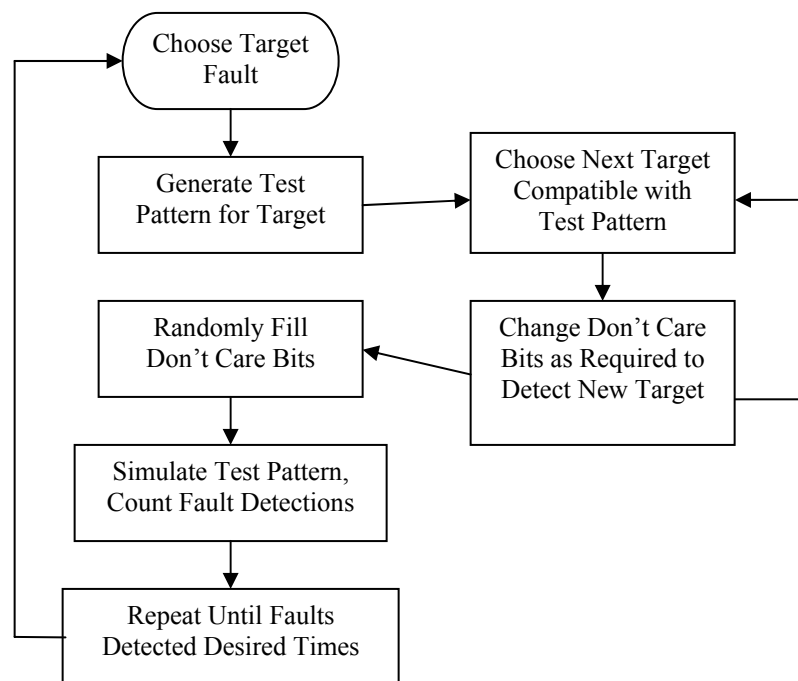 Choose Target
Fault
Generate Test
Pattern for Target
Choose Next Target
Compatible with
Test Pattern
Change Don’t Care
Bits as Required to
Detect New Target
Randomly Fill
Don’t Care Bits
Simulate Test Pattern,
Count Fault Detections
Repeat Until Faults
Detected Desired Times